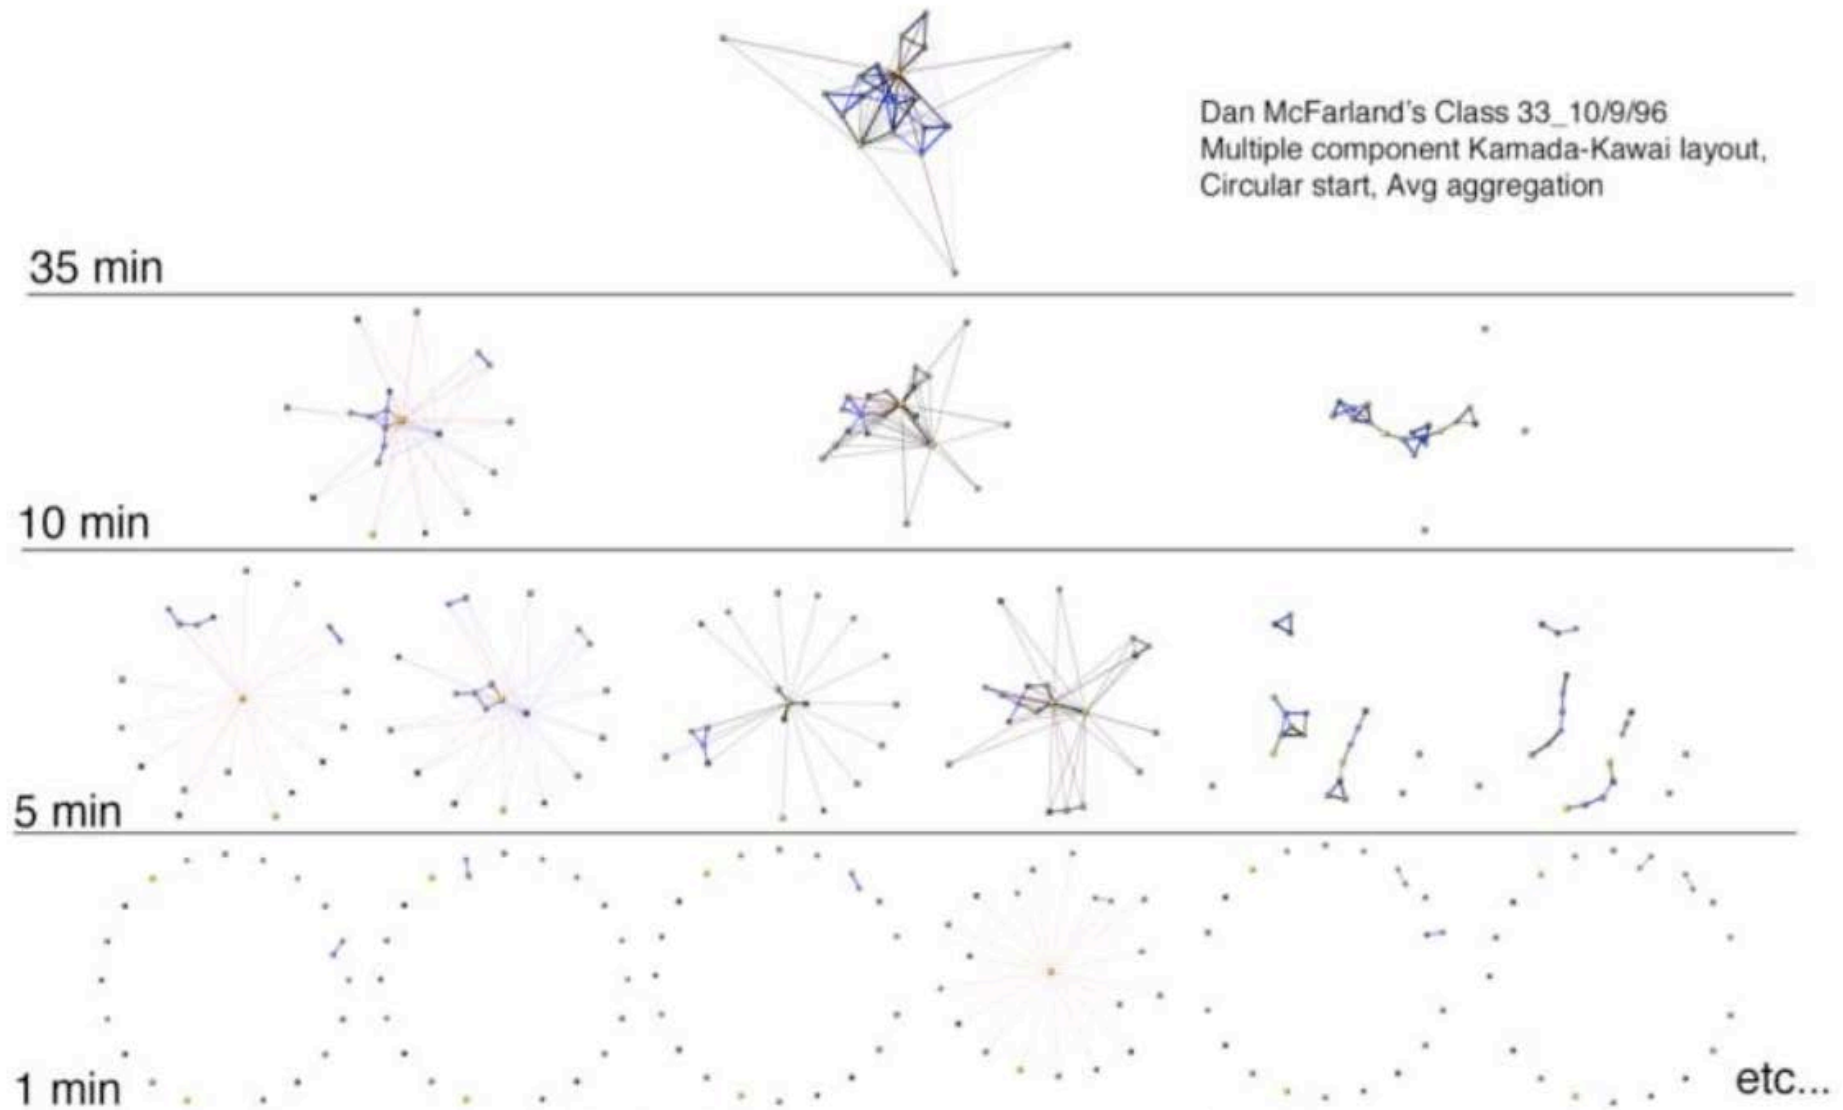 Dan McFarland's Class 33_10/9/96
Multiple component Kamada-Kawai layout,
Circular start, Avg aggregation
35 min
10 min
5 min
1 min
etc...